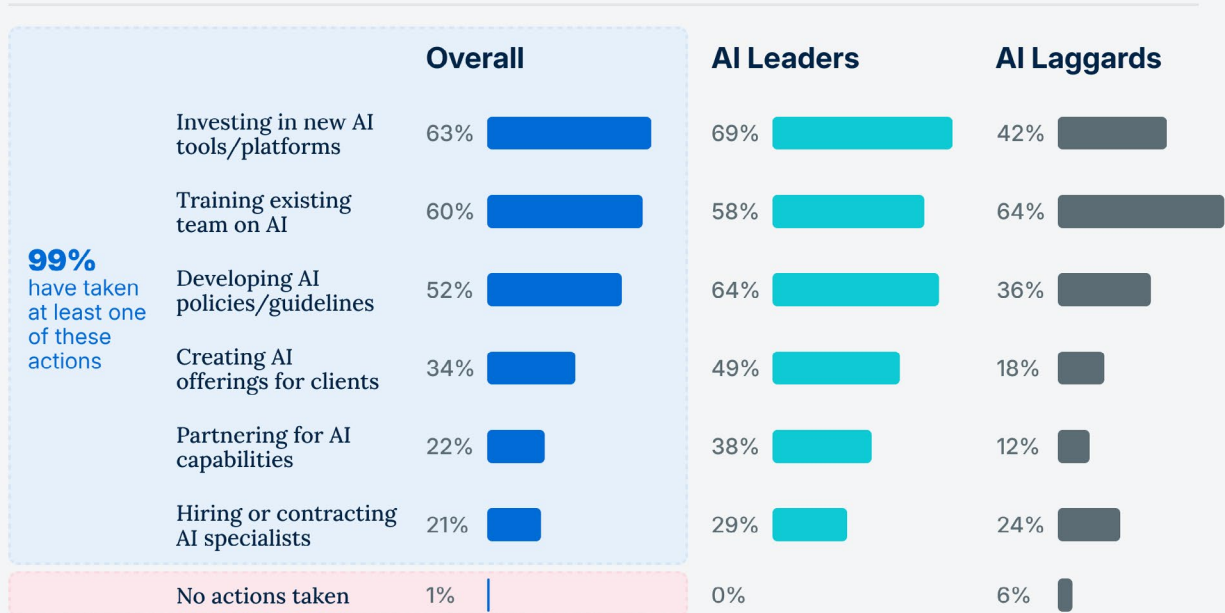 Overall
AI Leaders
AI Laggards
99%
have taken
at least one
of these
actions
Investing in new AI
tools/platforms
63%
69%
42%
Training existing
team on AI
60%
58%
64%
Developing AI
policies/guidelines
52%
64%
36%
Creating AI
offerings for clients
34%
49%
18%
Partnering for AI
capabilities
22%
38%
12%
Hiring or contracting
AI specialists
21%
29%
24%
No actions taken
1%
0%
6%